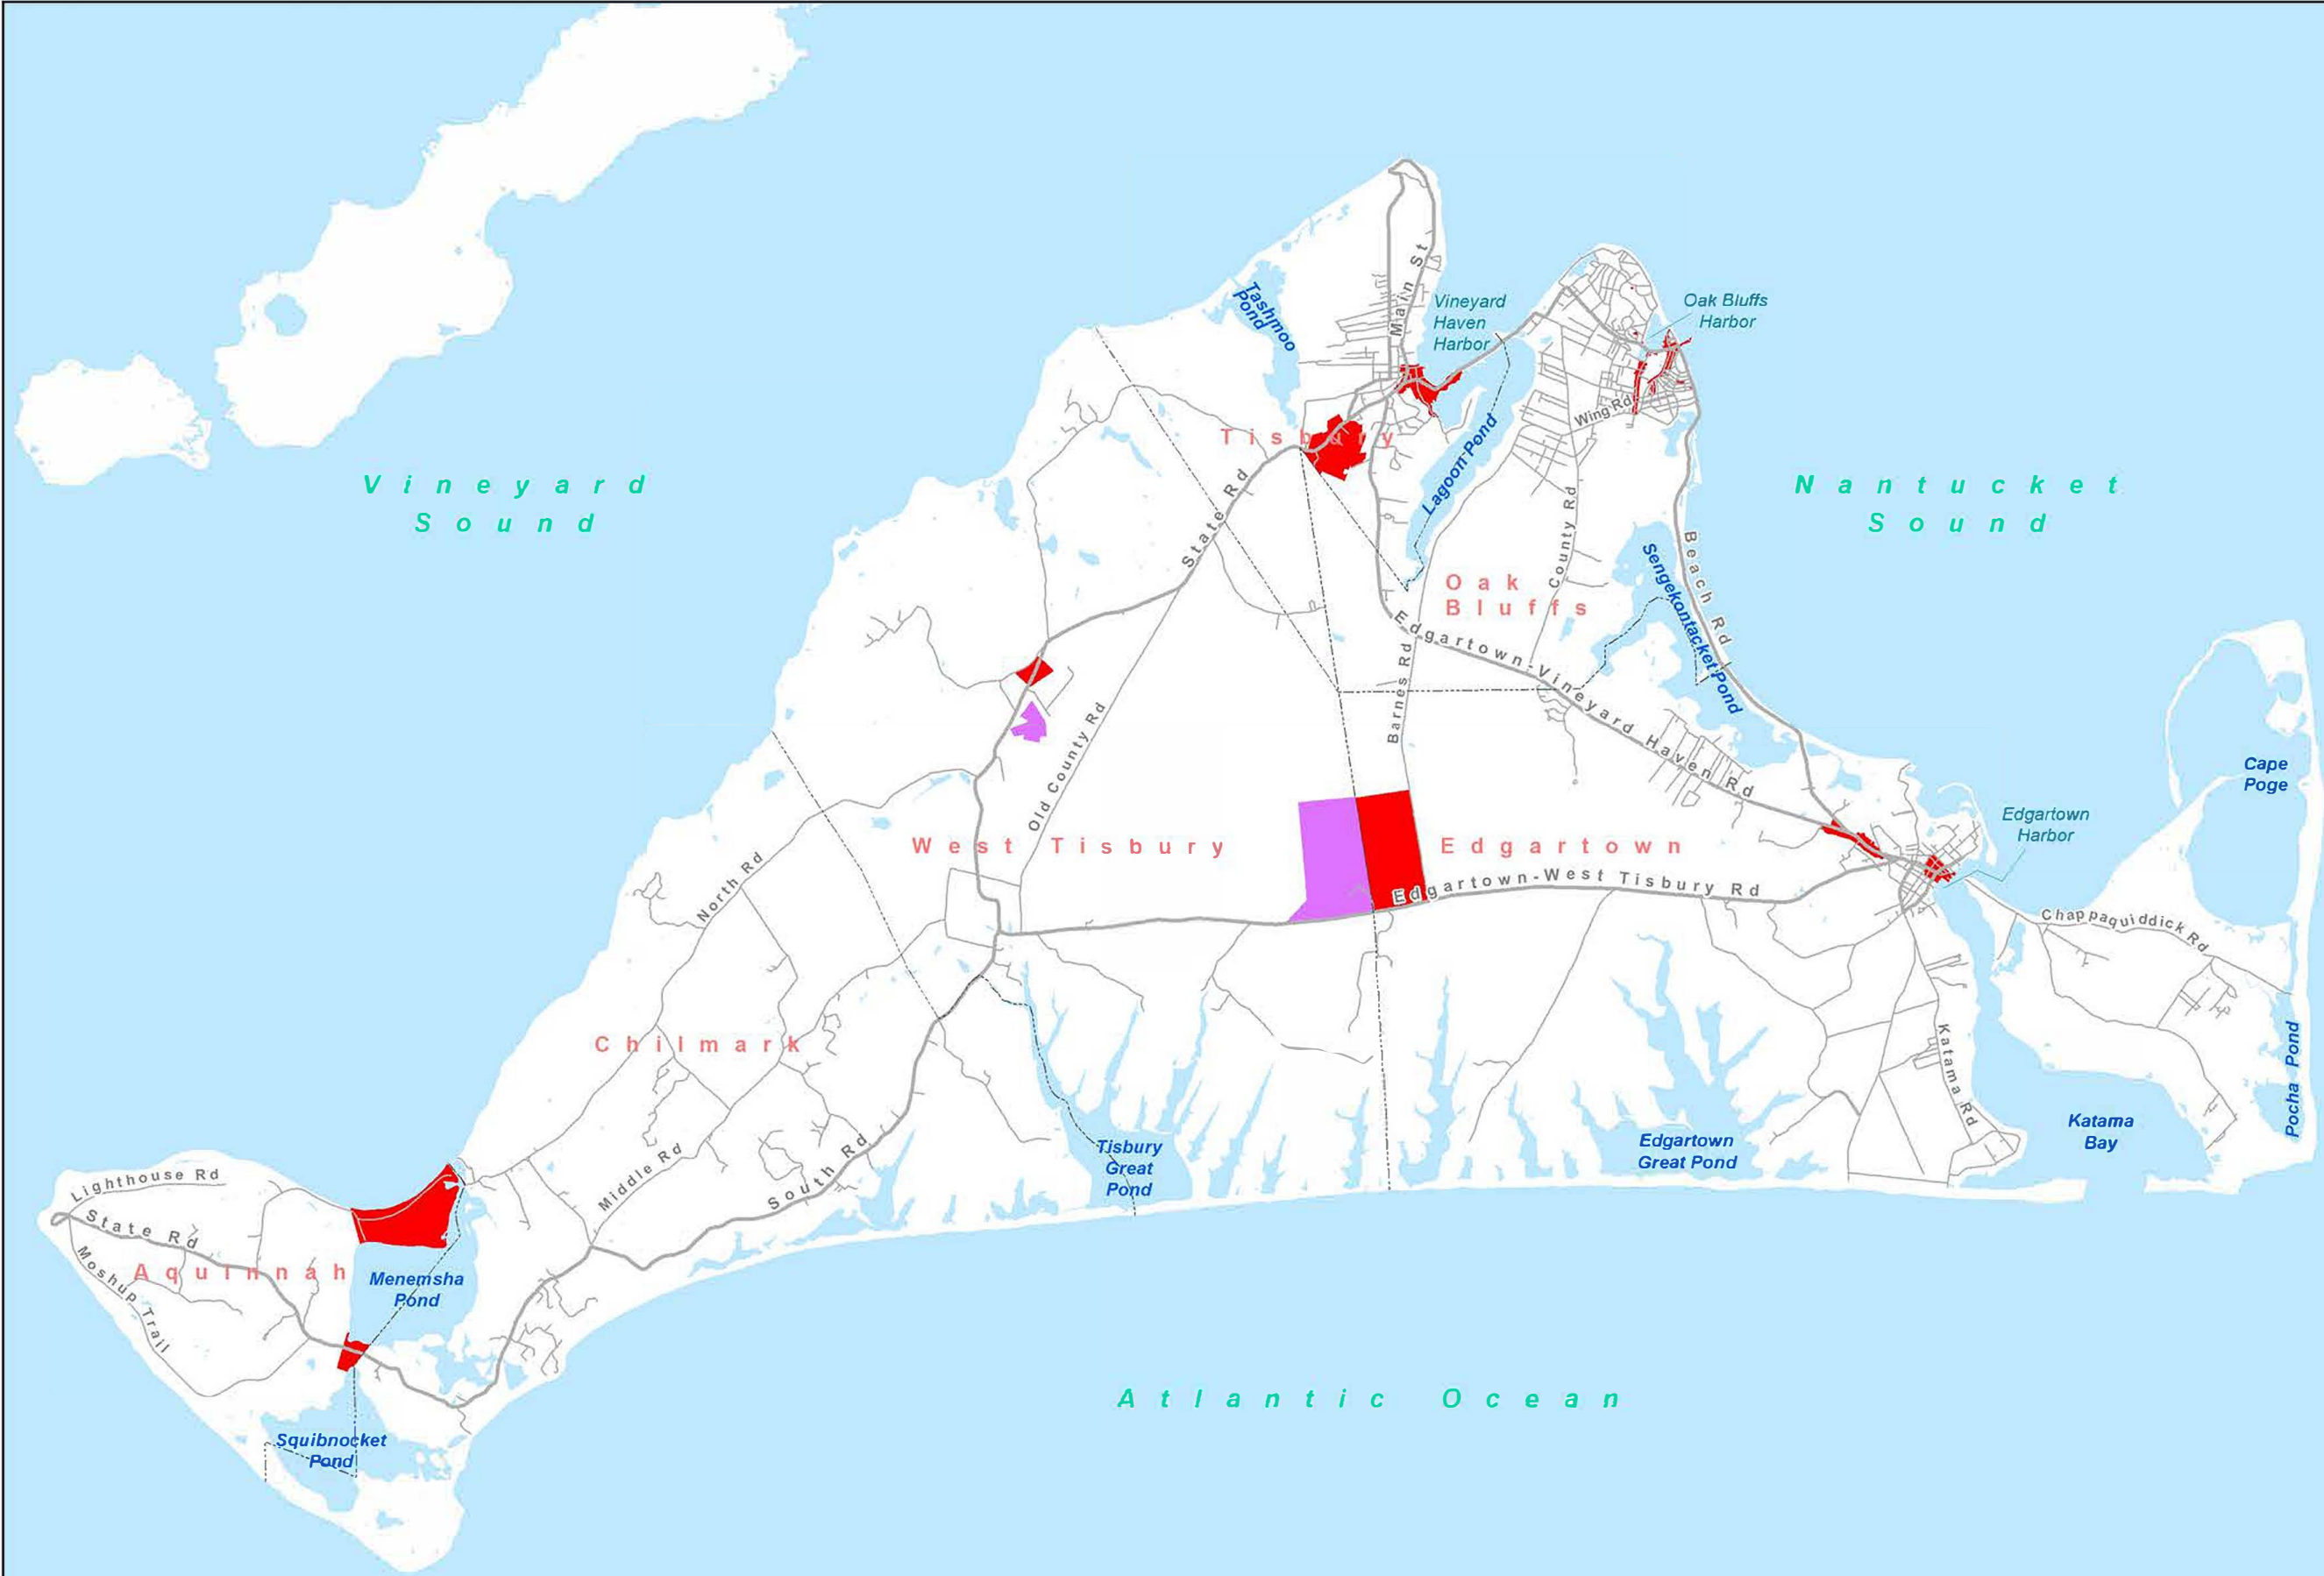 Main St
Tashmoo
Pond
Vineyard
Haven
Harbor
Oak Bluffs
Harbor
Wing Rd
Tisbury
Lagoon Pond
Vineyard
Sound
Nantucket
Sound
State Rd
County Rd
Beach Rd
Sengekontacket Pond
Oak
Bluffs
Edgartown-Vineyard Haven Rd
Barnes Rd
Old County Rd
Cape
Poge
Edgartown
Harbor
West Tisbury
Edgartown
North Rd
Edgartown-West Tisbury Rd
Chappaquiddick Rd
Chilmark
Katama Rd
Pocha Pond
Katama
Bay
Edgartown
Great Pond
Tisbury
Great
Pond
Middle Rd
South Rd
Lighthouse Rd
State Rd
Moshup Trail
Aquinnah
Menemsha
Pond
Atlantic Ocean
Squibnocket
Pond